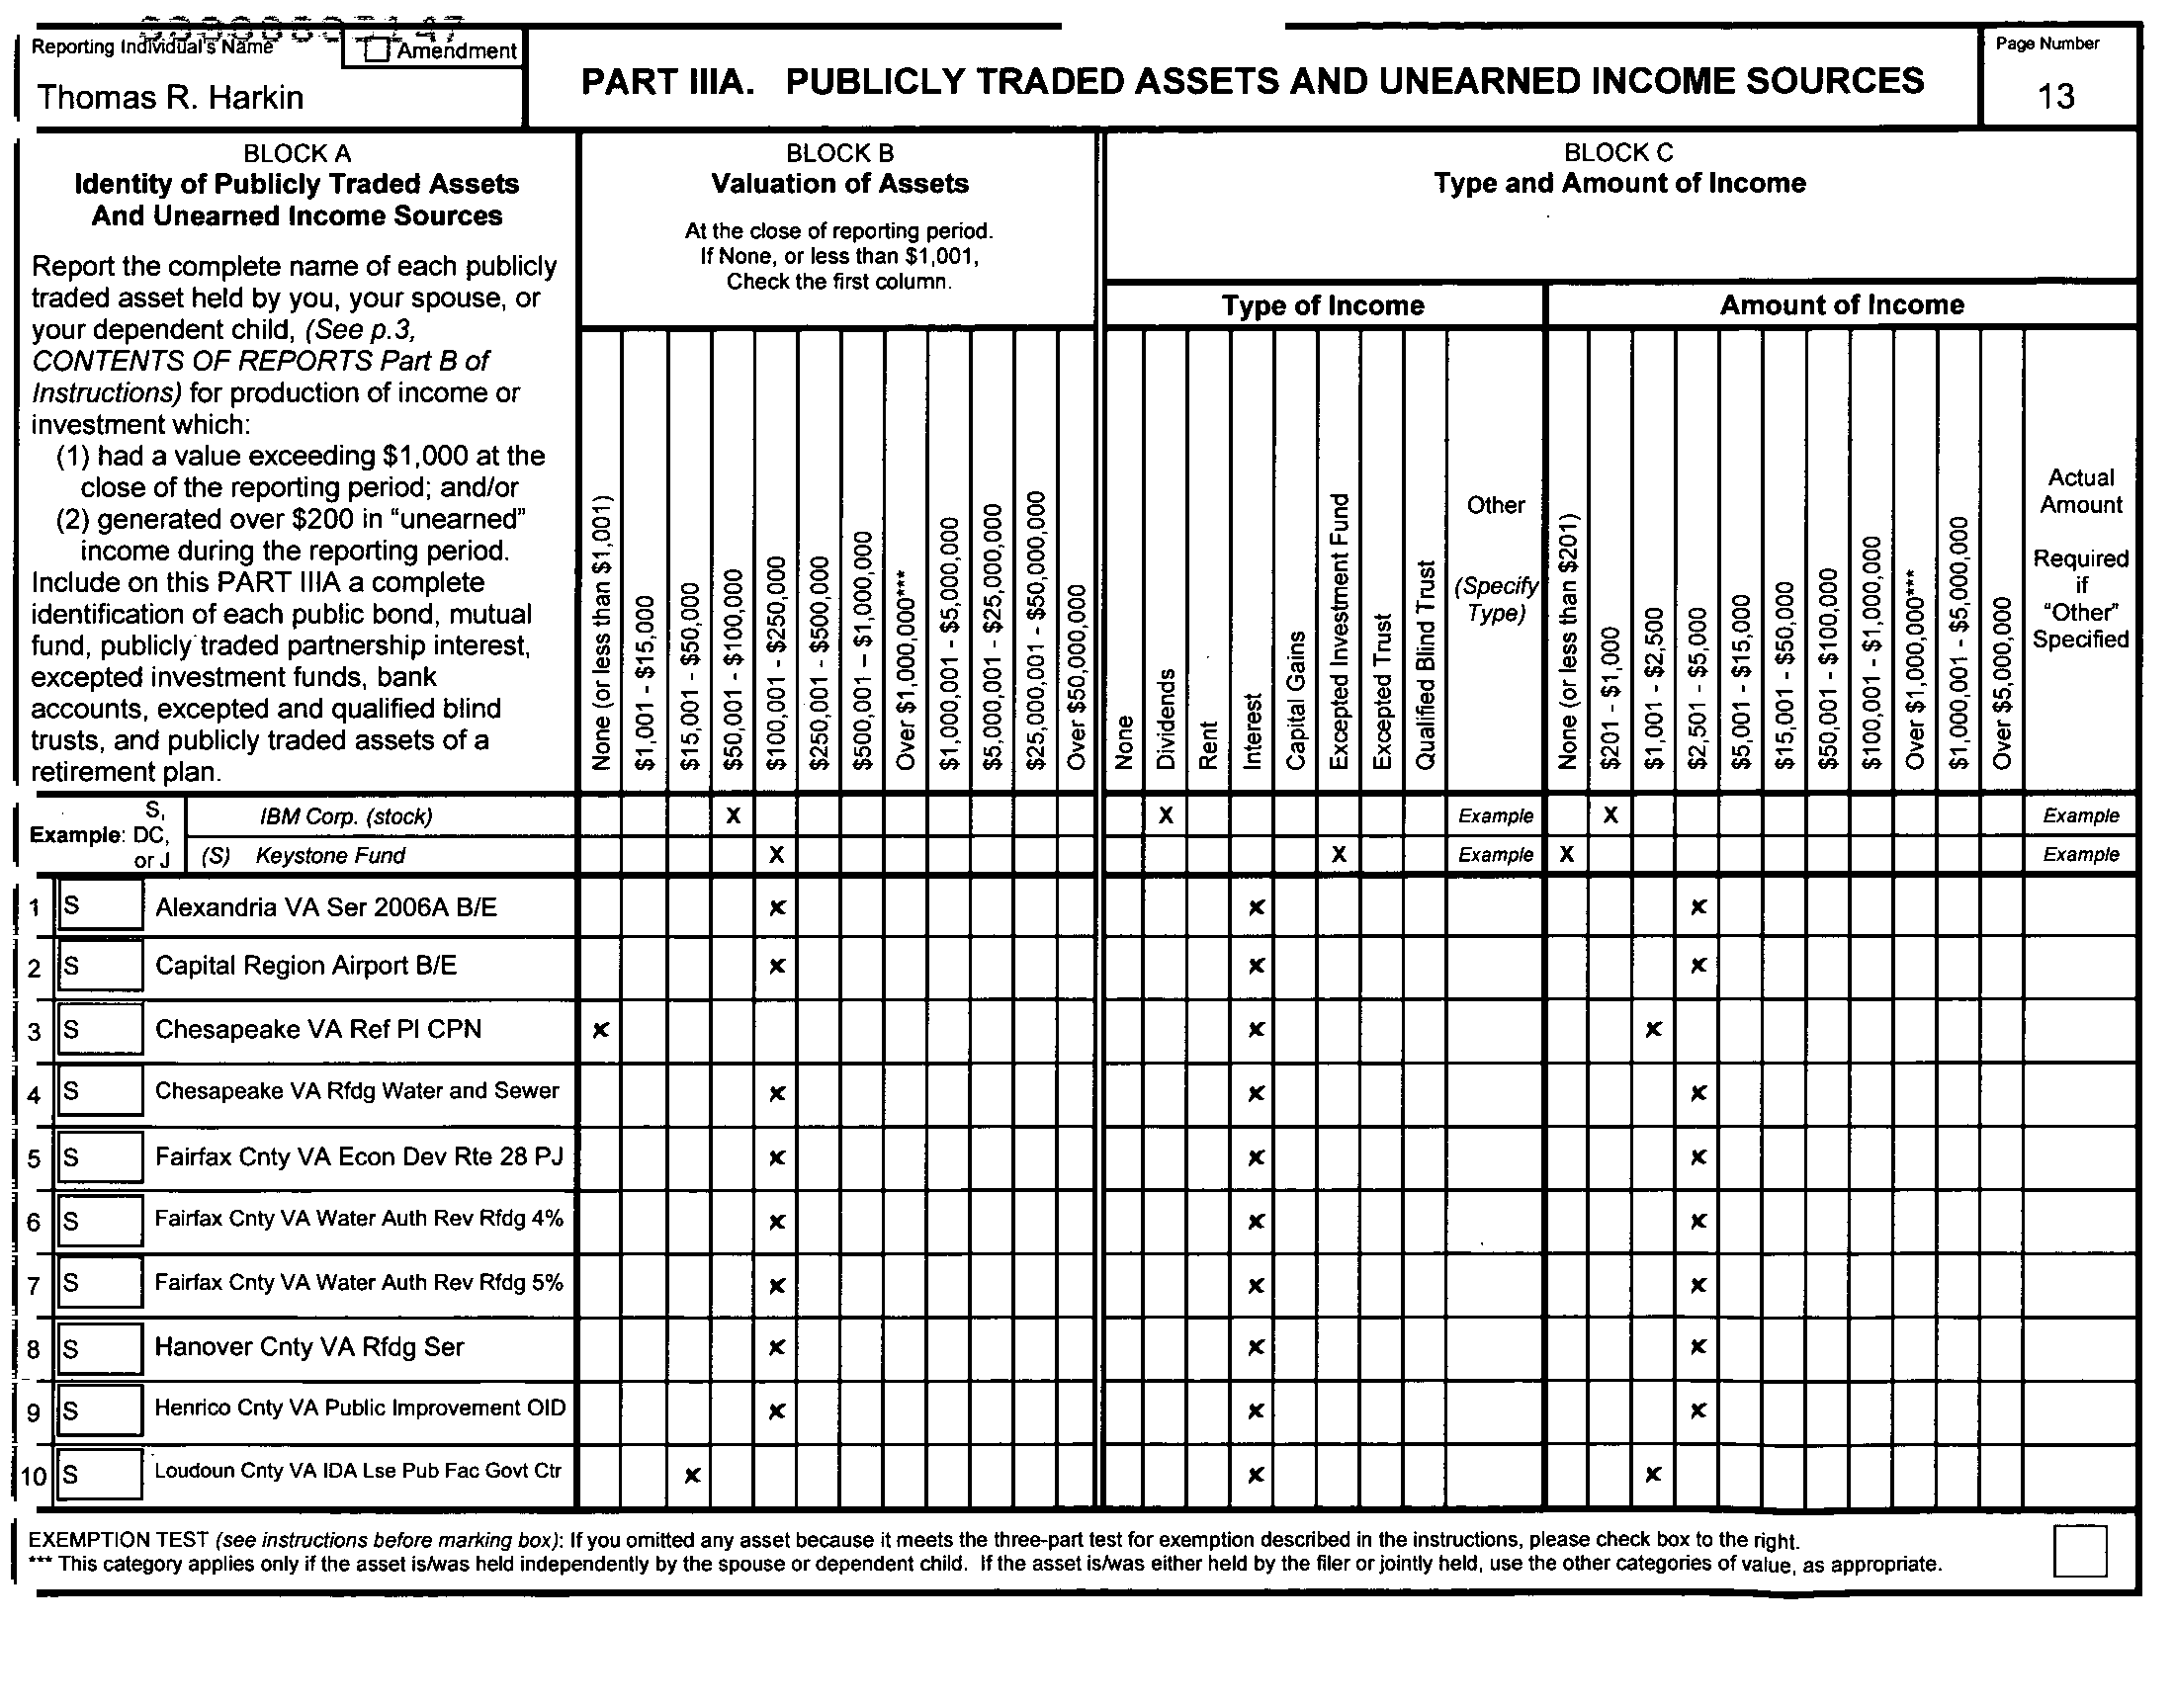 Reporting Individual's Name
Amendment
Thomas R. Harkin
PART IIIA. PUBLICLY TRADED ASSETS AND UNEARNED INCOME SOURCES
Page Number
13
BLOCK A
Identity of Publicly Traded Assets
And Unearned Income Sources
Report the complete name of each publicly
traded asset held by you, your spouse, or
your dependent child, (See p.3,
CONTENTS OF REPORTS Part B of
Instructions) for production of income or
investment which:
(1) had a value exceeding $1,000 at the
close of the reporting period; and/or
(2) generated over $200 in "unearned"
income during the reporting period.
Include on this PART IIIA a complete
identification of each public bond, mutual
fund, publicly traded partnership interest,
excepted investment funds, bank
accounts, excepted and qualified blind
trusts, and publicly traded assets of a
retirement plan.
BLOCK B
Valuation of Assets
At the close of reporting period.
If None, or less than $1,001,
Check the first column.
None (or less than $1,001)
$1,001 - $15,000
$15,001 - $50,000
$50,001 - $100,000
$100,001 - $250,000
$250,001 - $500,000
$500,001 – $1,000,000
Over $1,000,000***
$1,000,001 - $5,000,000
$5,000,001 - $25,000,000
$25,000,001 - $50,000,000
Over $50,000,000
BLOCK C
Type and Amount of Income
Type of Income
None
Dividends
Rent
Interest
Capital Gains
Excepted Investment Fund
Excepted Trust
Qualified Blind Trust
Other
(Specify
Type)
Amount of Income
None (or less than $201)
$201 - $1,000
$1,001 - $2,500
$2,501 - $5,000
$5,001 - $15,000
$15,001 - $50,000
$50,001 - $100,000
$100,001 - $1,000,000
Over $1,000,000***
$1,000,001 - $5,000,000
Over $5,000,000
Actual
Amount
Required
if
"Other"
Specified
Example: S, DC, or J
IBM Corp. (stock) X X Example X Example
(S) Keystone Fund X X Example X Example
1 S Alexandria VA Ser 2006A B/E x x x
2 S Capital Region Airport B/E x x x
3 S Chesapeake VA Ref Pl CPN x x x
4 S Chesapeake VA Rfdg Water and Sewer x x x
5 S Fairfax Cnty VA Econ Dev Rte 28 PJ x x x
6 S Fairfax Cnty VA Water Auth Rev Rfdg 4% x x x
7 S Fairfax Cnty VA Water Auth Rev Rfdg 5% x x x
8 S Hanover Cnty VA Rfdg Ser x x x
9 S Henrico Cnty VA Public Improvement OID x x x
10 S Loudoun Cnty VA IDA Lse Pub Fac Govt Ctr x x x
EXEMPTION TEST (see instructions before marking box): If you omitted any asset because it meets the three-part test for exemption described in the instructions, please check box to the right.
*** This category applies only if the asset is/was held independently by the spouse or dependent child. If the asset is/was either held by the filer or jointly held, use the other categories of value, as appropriate.